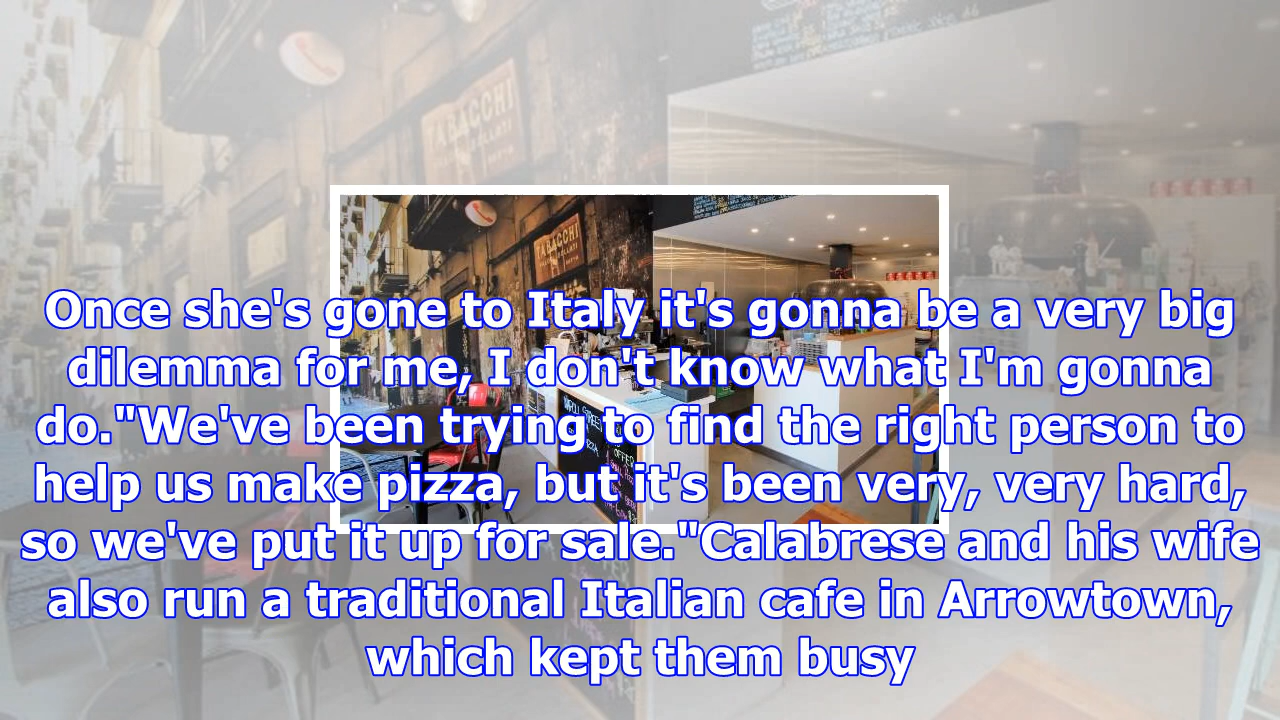 TABACCHI
Once she's gone to Italy it's gonna be a very big
dilemma for me, I don't know what I'm gonna
do."We've been trying to find the right person to
help us make pizza, but it's been very, very hard,
so we've put it up for sale."Calabrese and his wife
also run a traditional Italian cafe in Arrowtown,
which kept them busy